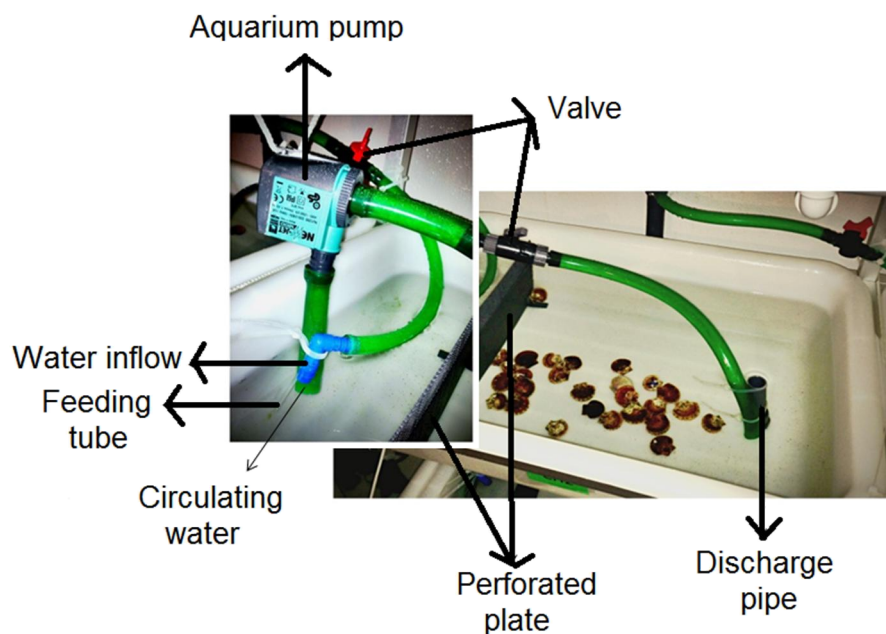 Aquarium pump
Valve
Water inflow
Feeding
tube
Circulating
water
Perforated
plate
Discharge
pipe